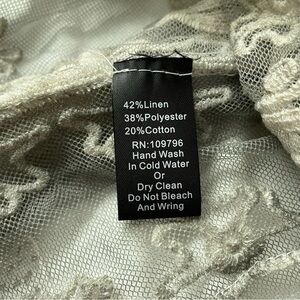 42%Linen
38%Polyester
20%Cotton
RN:109796
Hand Wash
In Cold Water
Or
Dry Clean
Do Not Bleach
And Wring